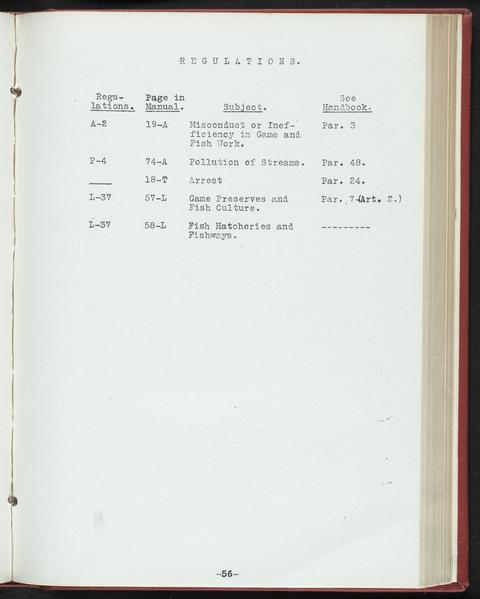 REGULATIONS.
Regu- Page in See
lations. Manual. Subject. Handbook.
A-2 19-A Misconduct or Inef- Par. 3
ficiency in Game and
Fish Work.
P-4 74-A Pollution of Streams. Par. 48.
____ 18-T Arrest Par. 24.
L-37 57-L Game Preserves and Par. 7-(Art. 2.)
Fish Culture.
L-37 58-L Fish Hatcheries and ---------
Fishways.
-56-